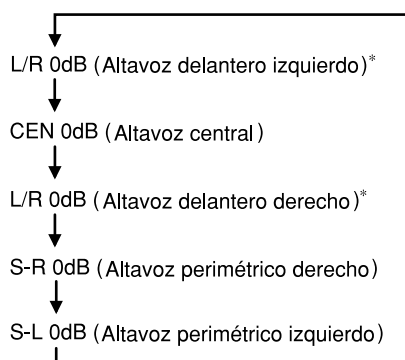 L/R 0dB (Altavoz delantero izquierdo)*
CEN 0dB (Altavoz central)
L/R 0dB (Altavoz delantero derecho)*
S-R 0dB (Altavoz perimétrico derecho)
S-L 0dB (Altavoz perimétrico izquierdo)